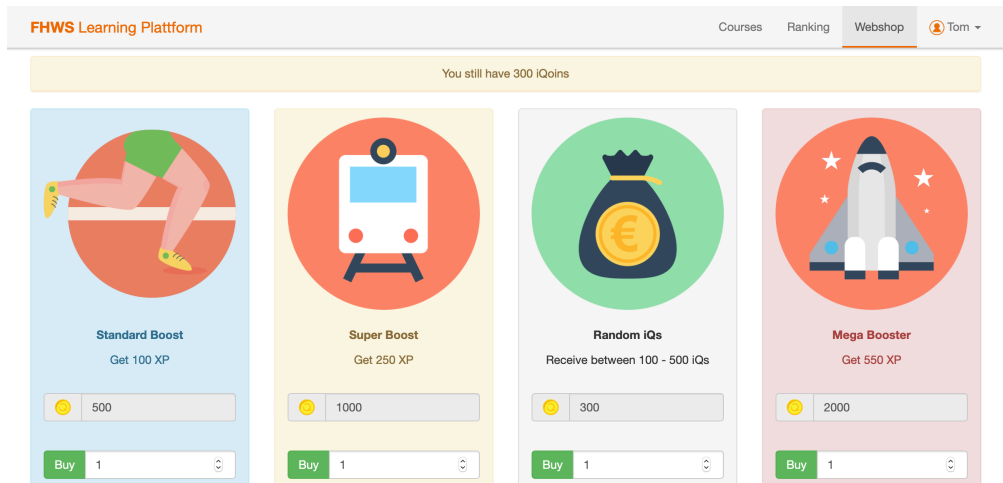 FHWS Learning Plattform
Courses
Ranking
Webshop
Tom
You still have 300 iQoins
Standard Boost
Get 100 XP
500
Buy 1
Super Boost
Get 250 XP
1000
Buy 1
€
Random iQs
Receive between 100 - 500 iQs
300
Buy 1
Mega Booster
Get 550 XP
2000
Buy 1